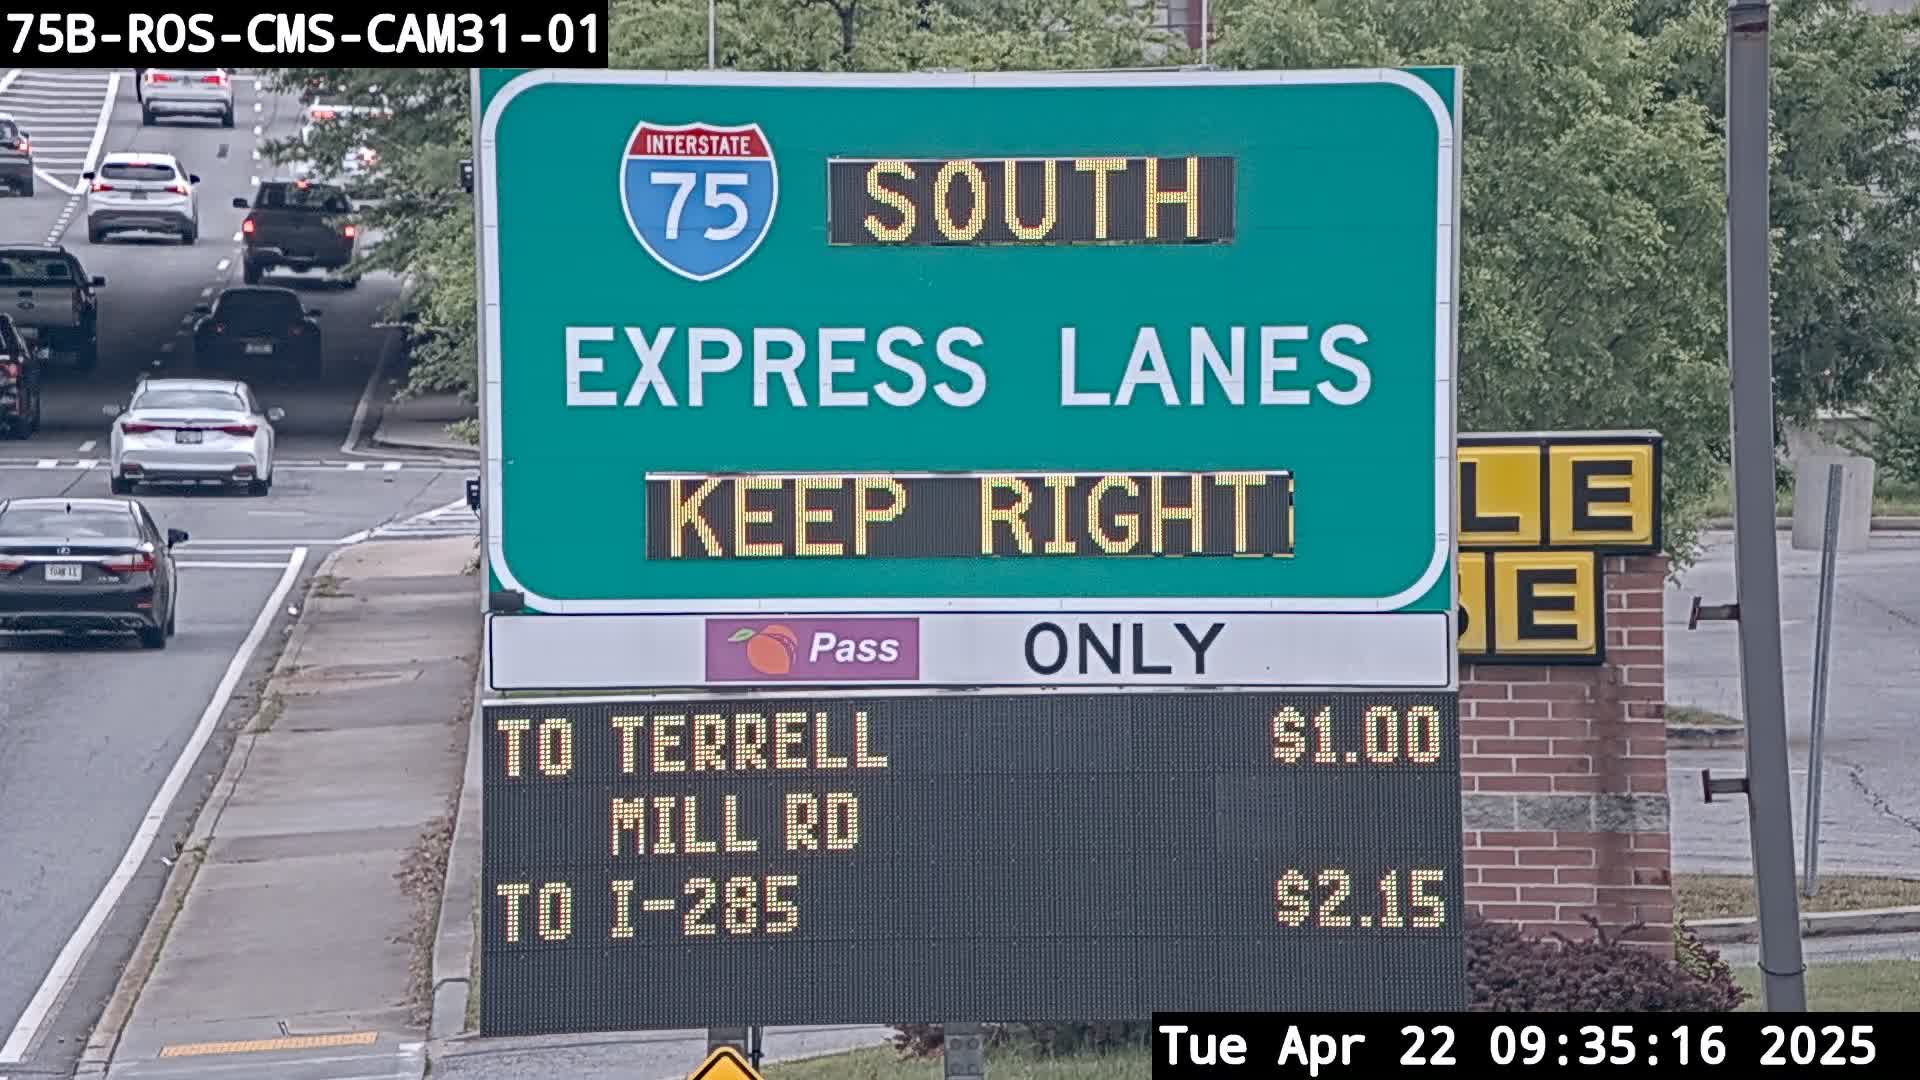 75B-ROS-CMS-CAM31-01
INTERSTATE
75
SOUTH
EXPRESS LANES
KEEP RIGHT
Pass ONLY
TO TERRELL $1.00
MILL RD
TO I-285 $2.15
LE
E
Tue Apr 22 09:35:16 2025